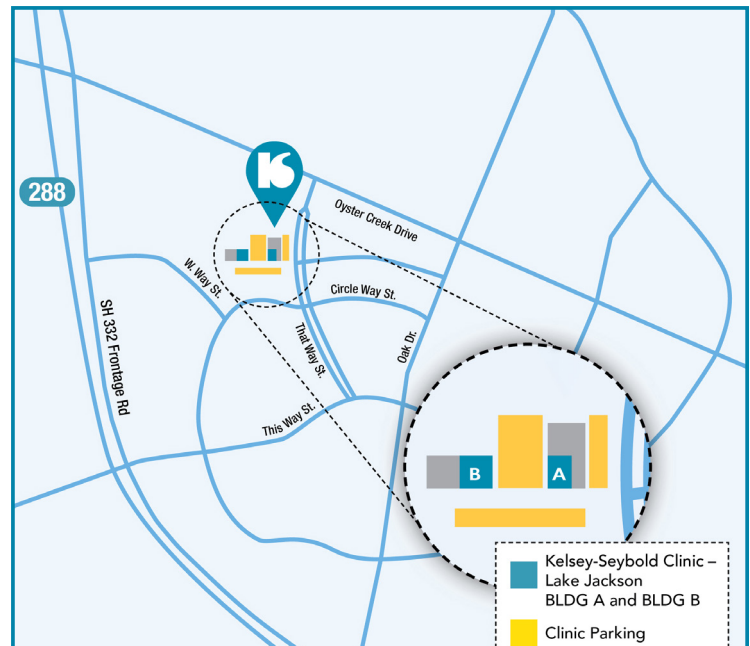 288
Oyster Creek Drive
W. Way St.
Circle Way St.
SH 332 Frontage Rd
That Way St.
Oak Dr.
This Way St.
B
A
Kelsey-Seybold Clinic –
Lake Jackson
BLDG A and BLDG B
Clinic Parking